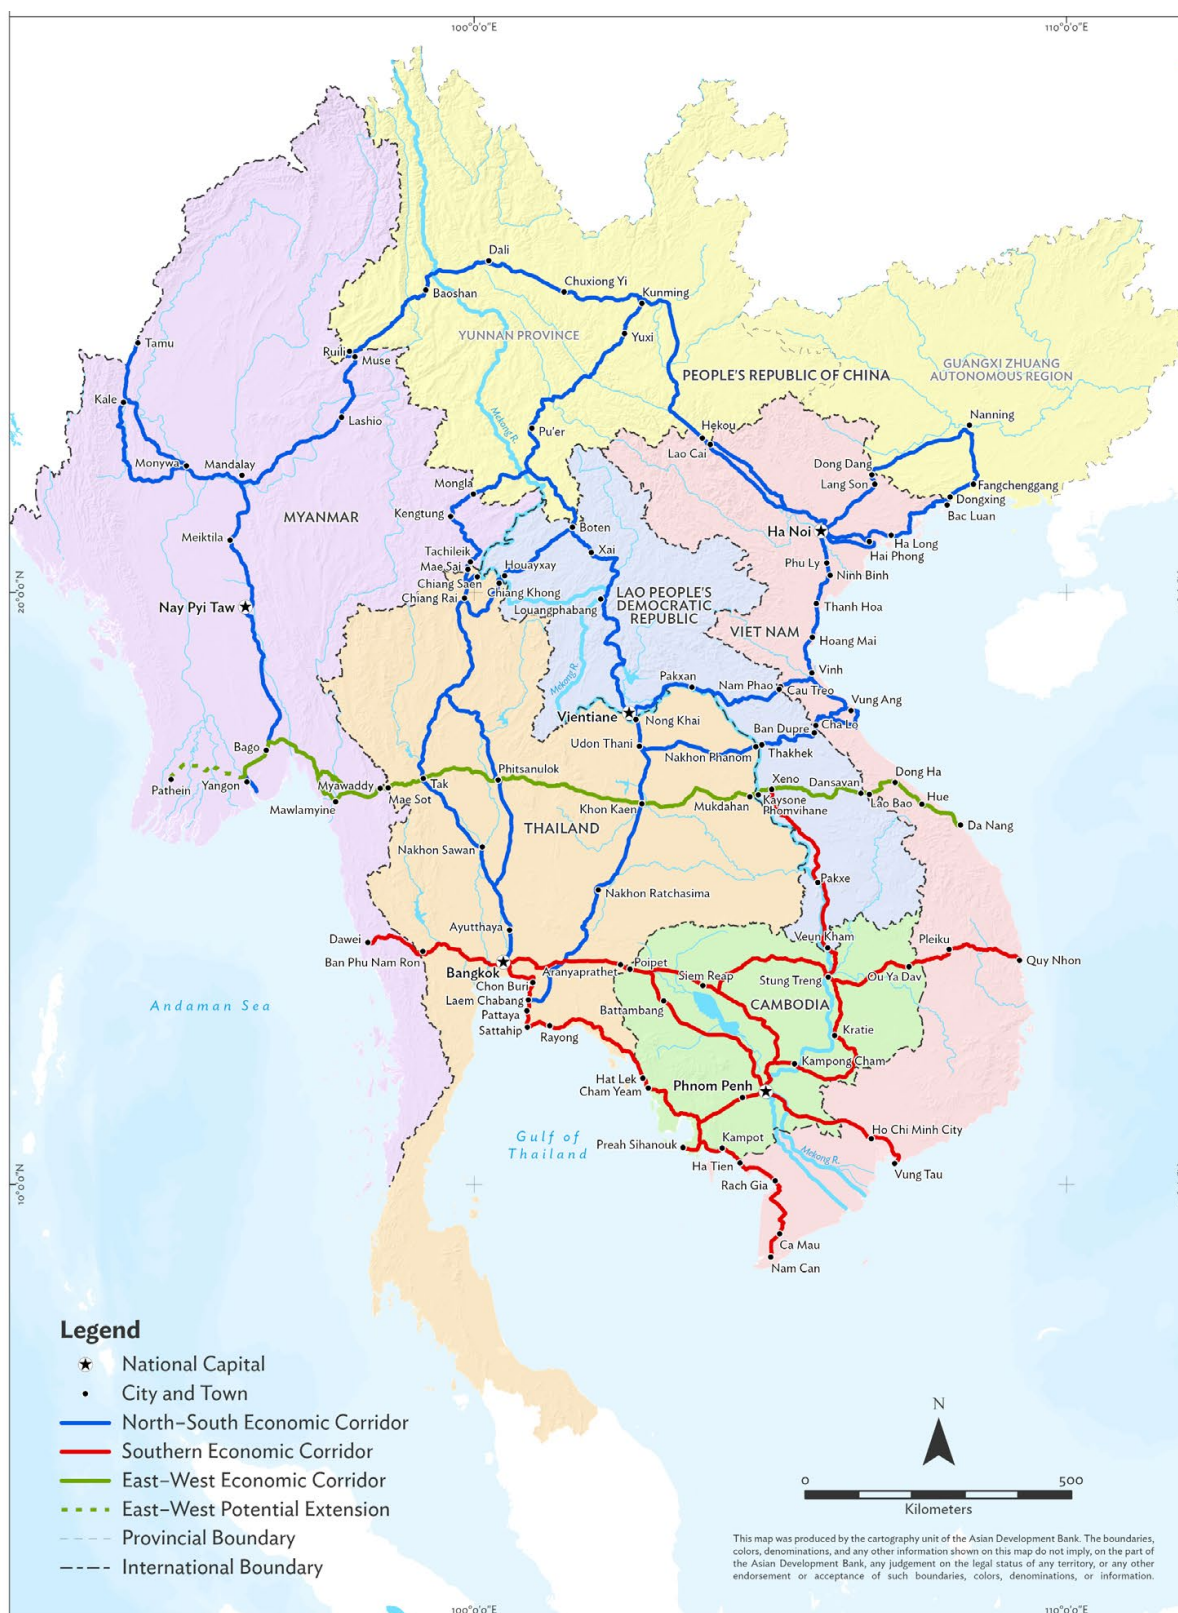 100°0'0"E
110°0'0"E
Dali
Baoshan
Chuxiong Yi
Kunming
YUNNAN PROVINCE
Yuxi
Tamu
Ruili
Muse
PEOPLE'S REPUBLIC OF CHINA
GUANGXI ZHUANG
AUTONOMOUS REGION
Kale
Lashio
Mekong R.
Pu'er
Hekou
Lao Cai
Nanning
Monywa
Mandalay
Mongla
Dong Dang
Lang Son
Fangchenggang
Dongxing
Bac Luan
MYANMAR
Kengtung
Boten
Ha Noi
Ha Long
Hai Phong
Meiktila
Tachileik
Mae Sai
Xai
Houayxay
Phu Ly
Ninh Binh
Chiang Saen
Chiang Khong
Chiang Rai
Louangphabang
LAO PEOPLE'S
DEMOCRATIC
REPUBLIC
20°0'0"N
Nay Pyi Taw
Thanh Hoa
VIET NAM
Hoang Mai
Mekong R.
Pakxan
Nam Phao
Cau Treo
Vinh
Vung Ang
Vientiane
Nong Khai
Ban Dupre
Cha Lo
Bago
Udon Thani
Nakhon Phanom
Thakhek
Pathein
Yangon
Myawaddy
Mae Sot
Mawlamyine
Tak
Phitsanulok
Xeno
Dansavan
Dong Ha
Khon Kaen
Mukdahan
Kaysone
Phomvihane
Lao Bao
Hue
Da Nang
THAILAND
Nakhon Sawan
Nakhon Ratchasima
Pakxe
Ayutthaya
Dawei
Ban Phu Nam Ron
Bangkok
Aranyaprathet
Poipet
Veun Kham
Pleiku
Quy Nhon
Siem Reap
Stung Treng
Ou Ya Dav
Chon Buri
Laem Chabang
Pattaya
Sattahip
Rayong
Battambang
CAMBODIA
Andaman Sea
Kratie
Kampong Cham
Hat Lek
Cham Yeam
Phnom Penh
Ho Chi Minh City
Gulf of
Thailand
Preah Sihanouk
Kampot
Mekong R.
Vung Tau
Ha Tien
Rach Gia
10°0'0"N
Ca Mau
Nam Can
Legend
National Capital
City and Town
North–South Economic Corridor
Southern Economic Corridor
East–West Economic Corridor
East–West Potential Extension
Provincial Boundary
International Boundary
N
0
500
Kilometers
This map was produced by the cartography unit of the Asian Development Bank. The boundaries,
colors, denominations, and any other information shown on this map do not imply, on the part of
the Asian Development Bank, any judgement on the legal status of any territory, or any other
endorsement or acceptance of such boundaries, colors, denominations, or information.
100°0'0"E
110°0'0"E